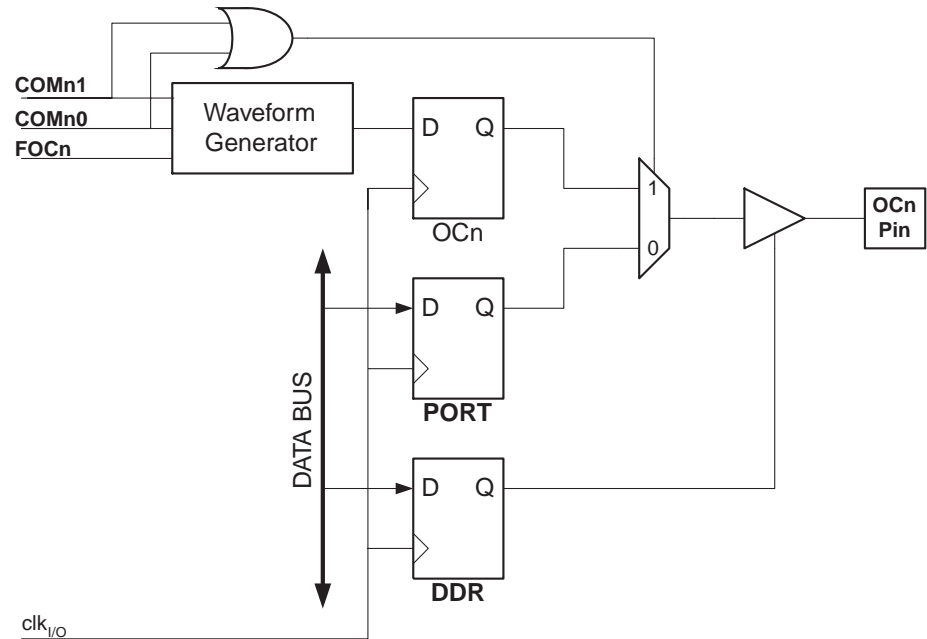 COMn1
COMn0
FOCn
Waveform
Generator
D Q
OCn
1
0
OCn
Pin
D Q
PORT
DATA BUS
D Q
DDR
clkI/O